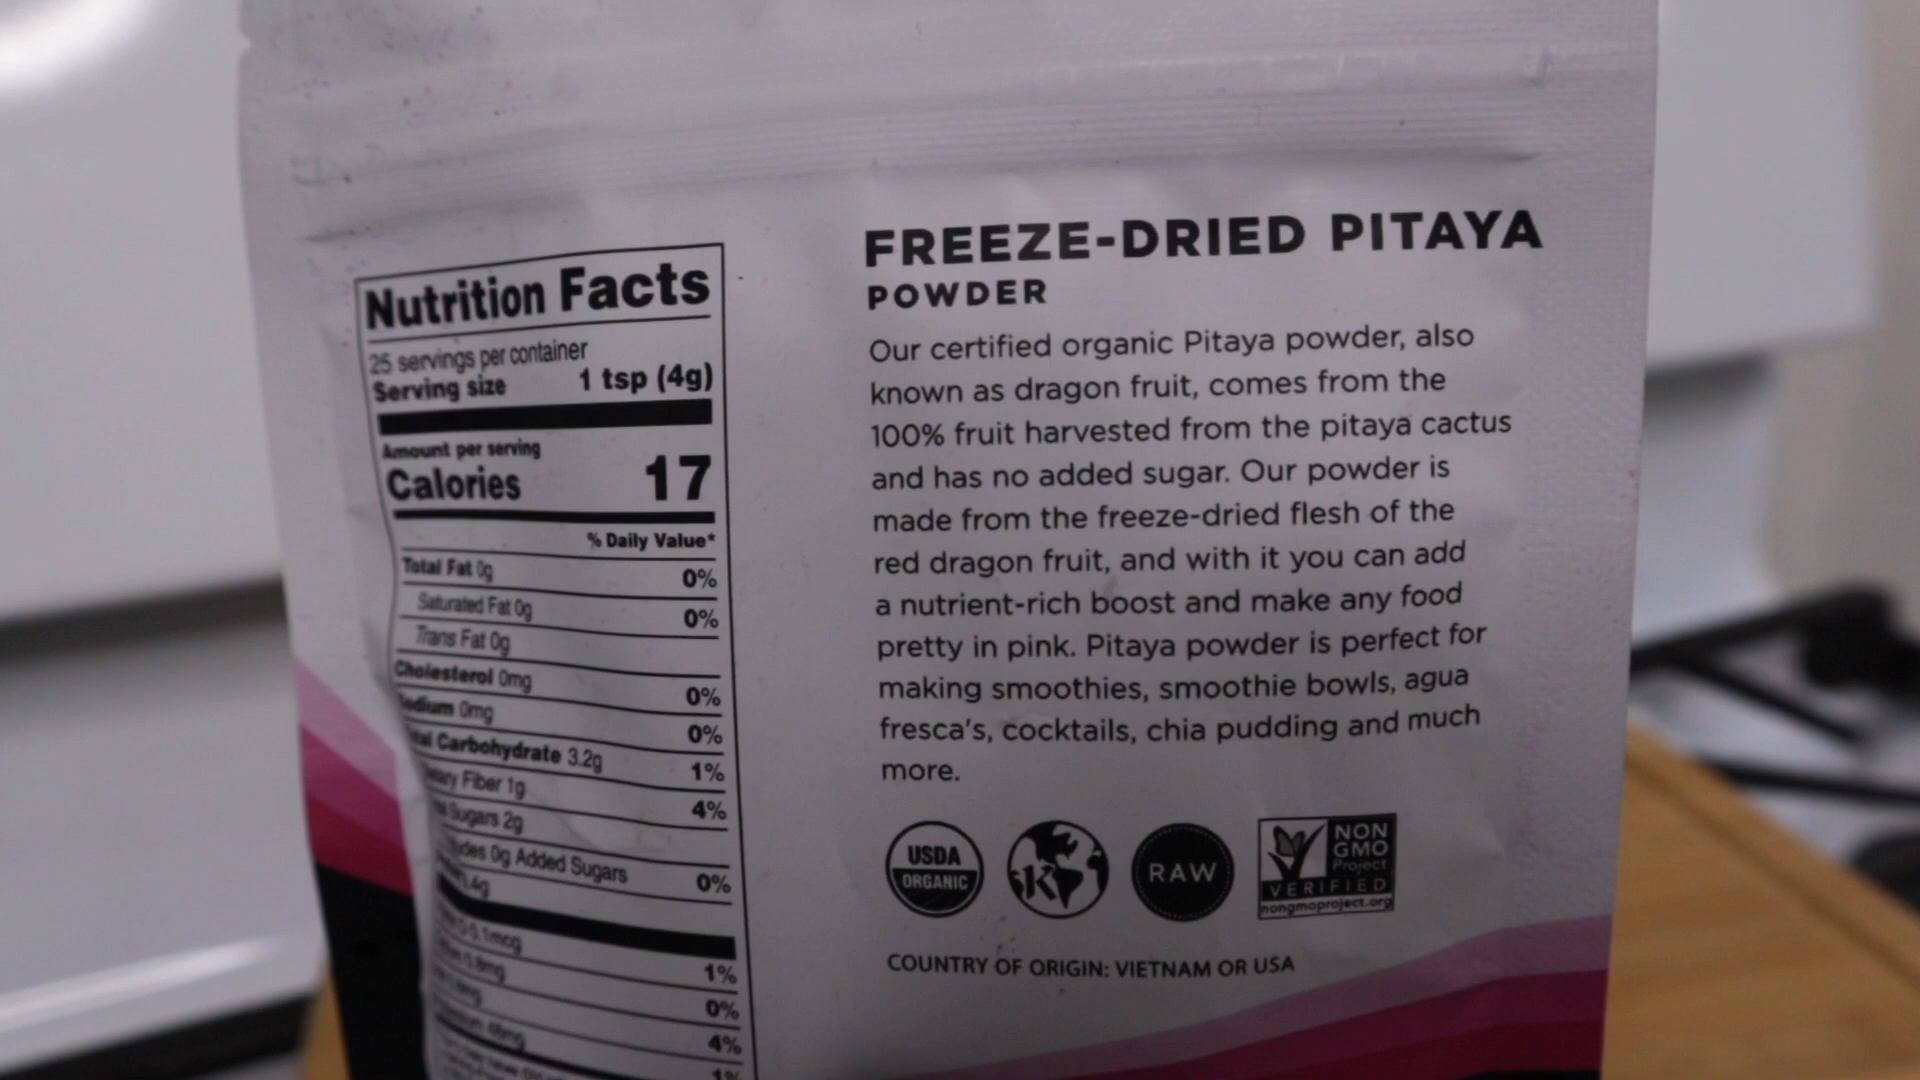 Nutrition Facts
25 servings per container
Serving size 1 tsp (4g)
Amount per serving
Calories 17
% Daily Value*
Total Fat 0g 0%
Saturated Fat 0g 0%
Trans Fat 0g
Cholesterol 0mg 0%
Sodium 0mg 0%
Total Carbohydrate 3.2g 1%
Fiber 1g 4%
Sugars 2g
0g Added Sugars 0%
1%
0%
4%
1%
FREEZE-DRIED PITAYA
POWDER
Our certified organic Pitaya powder, also
known as dragon fruit, comes from the
100% fruit harvested from the pitaya cactus
and has no added sugar. Our powder is
made from the freeze-dried flesh of the
red dragon fruit, and with it you can add
a nutrient-rich boost and make any food
pretty in pink. Pitaya powder is perfect for
making smoothies, smoothie bowls, agua
fresca's, cocktails, chia pudding and much
more.
USDA
ORGANIC
K
RAW
NON
GMO
Project
VERIFIED
nongmoproject.org
COUNTRY OF ORIGIN: VIETNAM OR USA